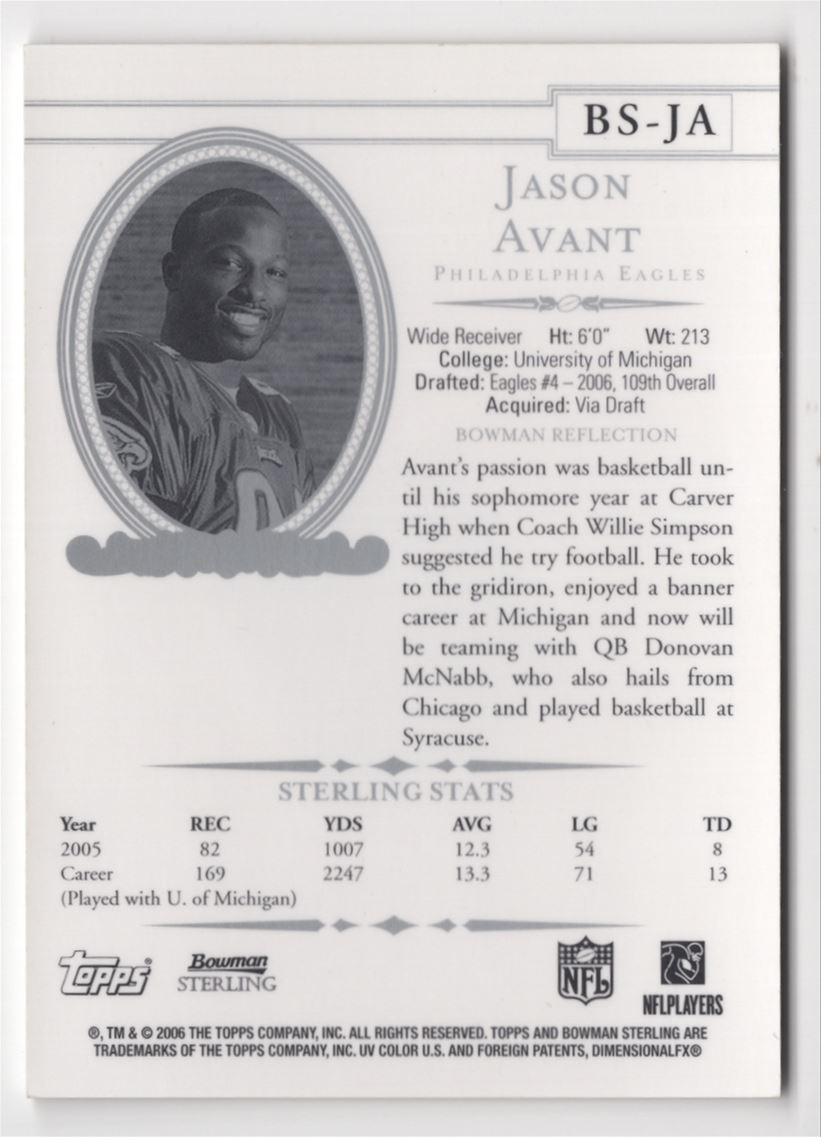 BS-JA
JASON
AVANT
PHILADELPHIA EAGLES
Wide Receiver Ht: 6'0" Wt: 213
College: University of Michigan
Drafted: Eagles #4 – 2006, 109th Overall
Acquired: Via Draft
BOWMAN REFLECTION
Avant's passion was basketball un-
til his sophomore year at Carver
High when Coach Willie Simpson
suggested he try football. He took
to the gridiron, enjoyed a banner
career at Michigan and now will
be teaming with QB Donovan
McNabb, who also hails from
Chicago and played basketball at
Syracuse.
STERLING STATS
Year REC YDS AVG LG TD
2005 82 1007 12.3 54 8
Career 169 2247 13.3 71 13
(Played with U. of Michigan)
Topps® Bowman NFL
STERLING
NFLPLAYERS
®, TM & © 2006 THE TOPPS COMPANY, INC. ALL RIGHTS RESERVED. TOPPS AND BOWMAN STERLING ARE
TRADEMARKS OF THE TOPPS COMPANY, INC. UV COLOR U.S. AND FOREIGN PATENTS, DIMENSIONALFX®